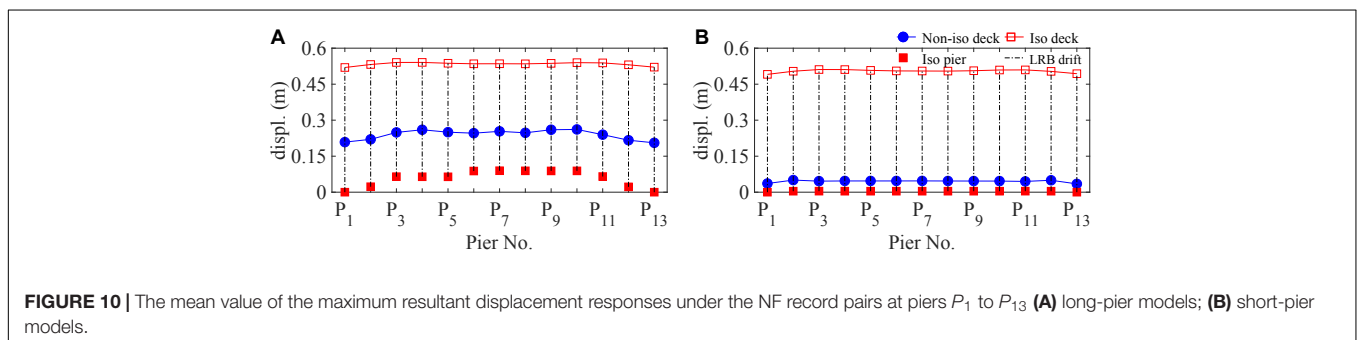 A
0.6
0.45
0.3
0.15
0
displ. (m)
P1 P3 P5 P7 P9 P11 P13
Pier No.
B
Non-iso deck Iso deck
Iso pier LRB drift
0.6
0.45
0.3
0.15
0
displ. (m)
P1 P3 P5 P7 P9 P11 P13
Pier No.
FIGURE 10 | The mean value of the maximum resultant displacement responses under the NF record pairs at piers P1 to P13 (A) long-pier models; (B) short-pier
models.